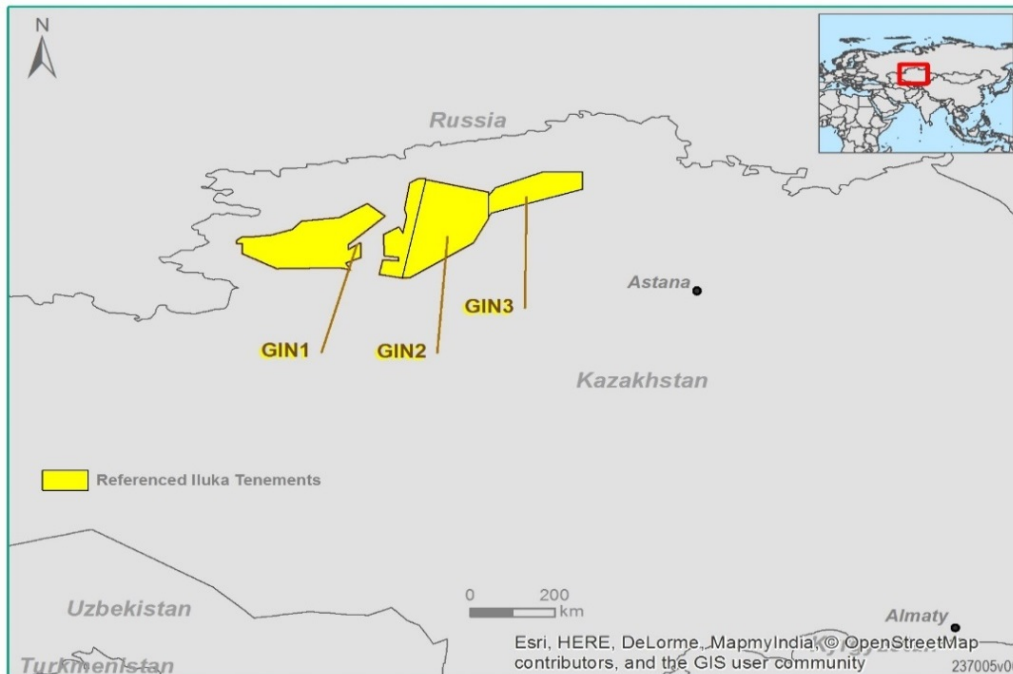 N
Russia
Astana
GIN3
GIN1
GIN2
Kazakhstan
Referenced Iluka Tenements
Uzbekistan
0 200
km
Almaty
Esri, HERE, DeLorme, MapmyIndia, © OpenStreetMap
Turkmenistan
contributors, and the GIS user community